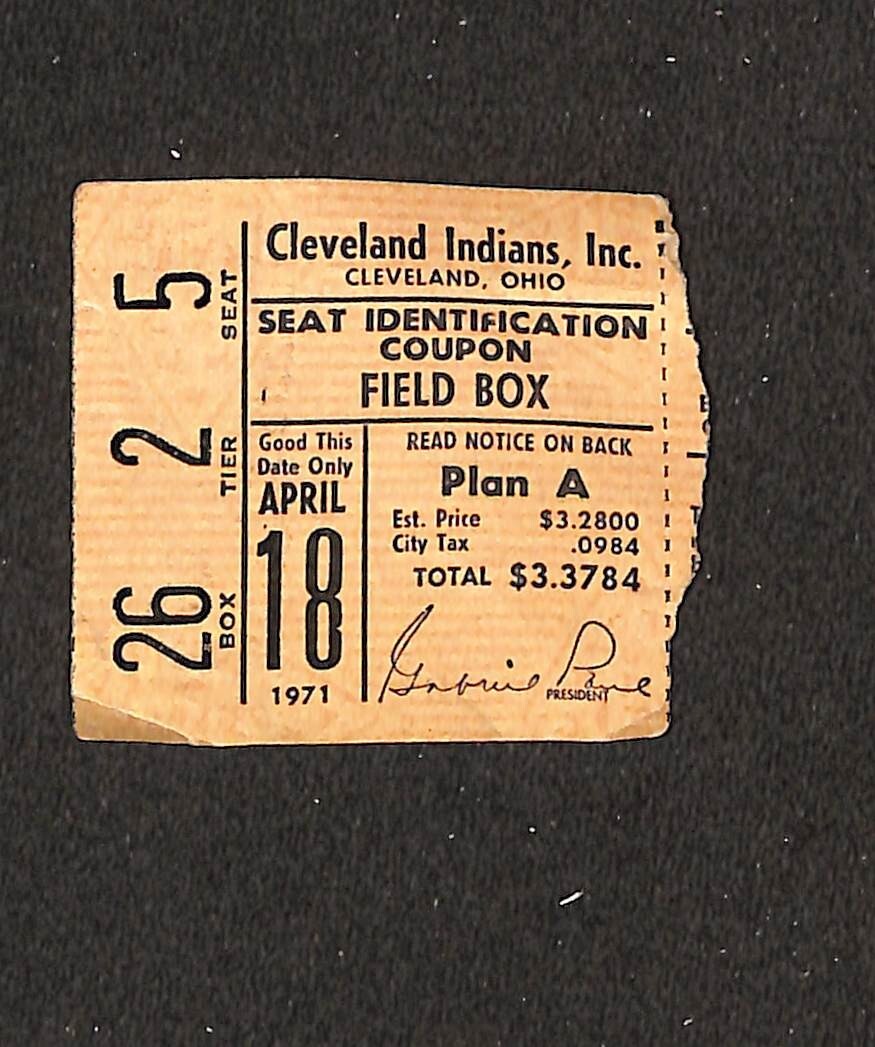 Cleveland Indians, Inc.
CLEVELAND, OHIO
SEAT IDENTIFICATION
COUPON
FIELD BOX
Good This
Date Only
APRIL
18
1971
READ NOTICE ON BACK
Plan A
Est. Price $3.2800
City Tax .0984
TOTAL $3.3784
Gabriel Paul
PRESIDENT
26 BOX
2 TIER
5 SEAT